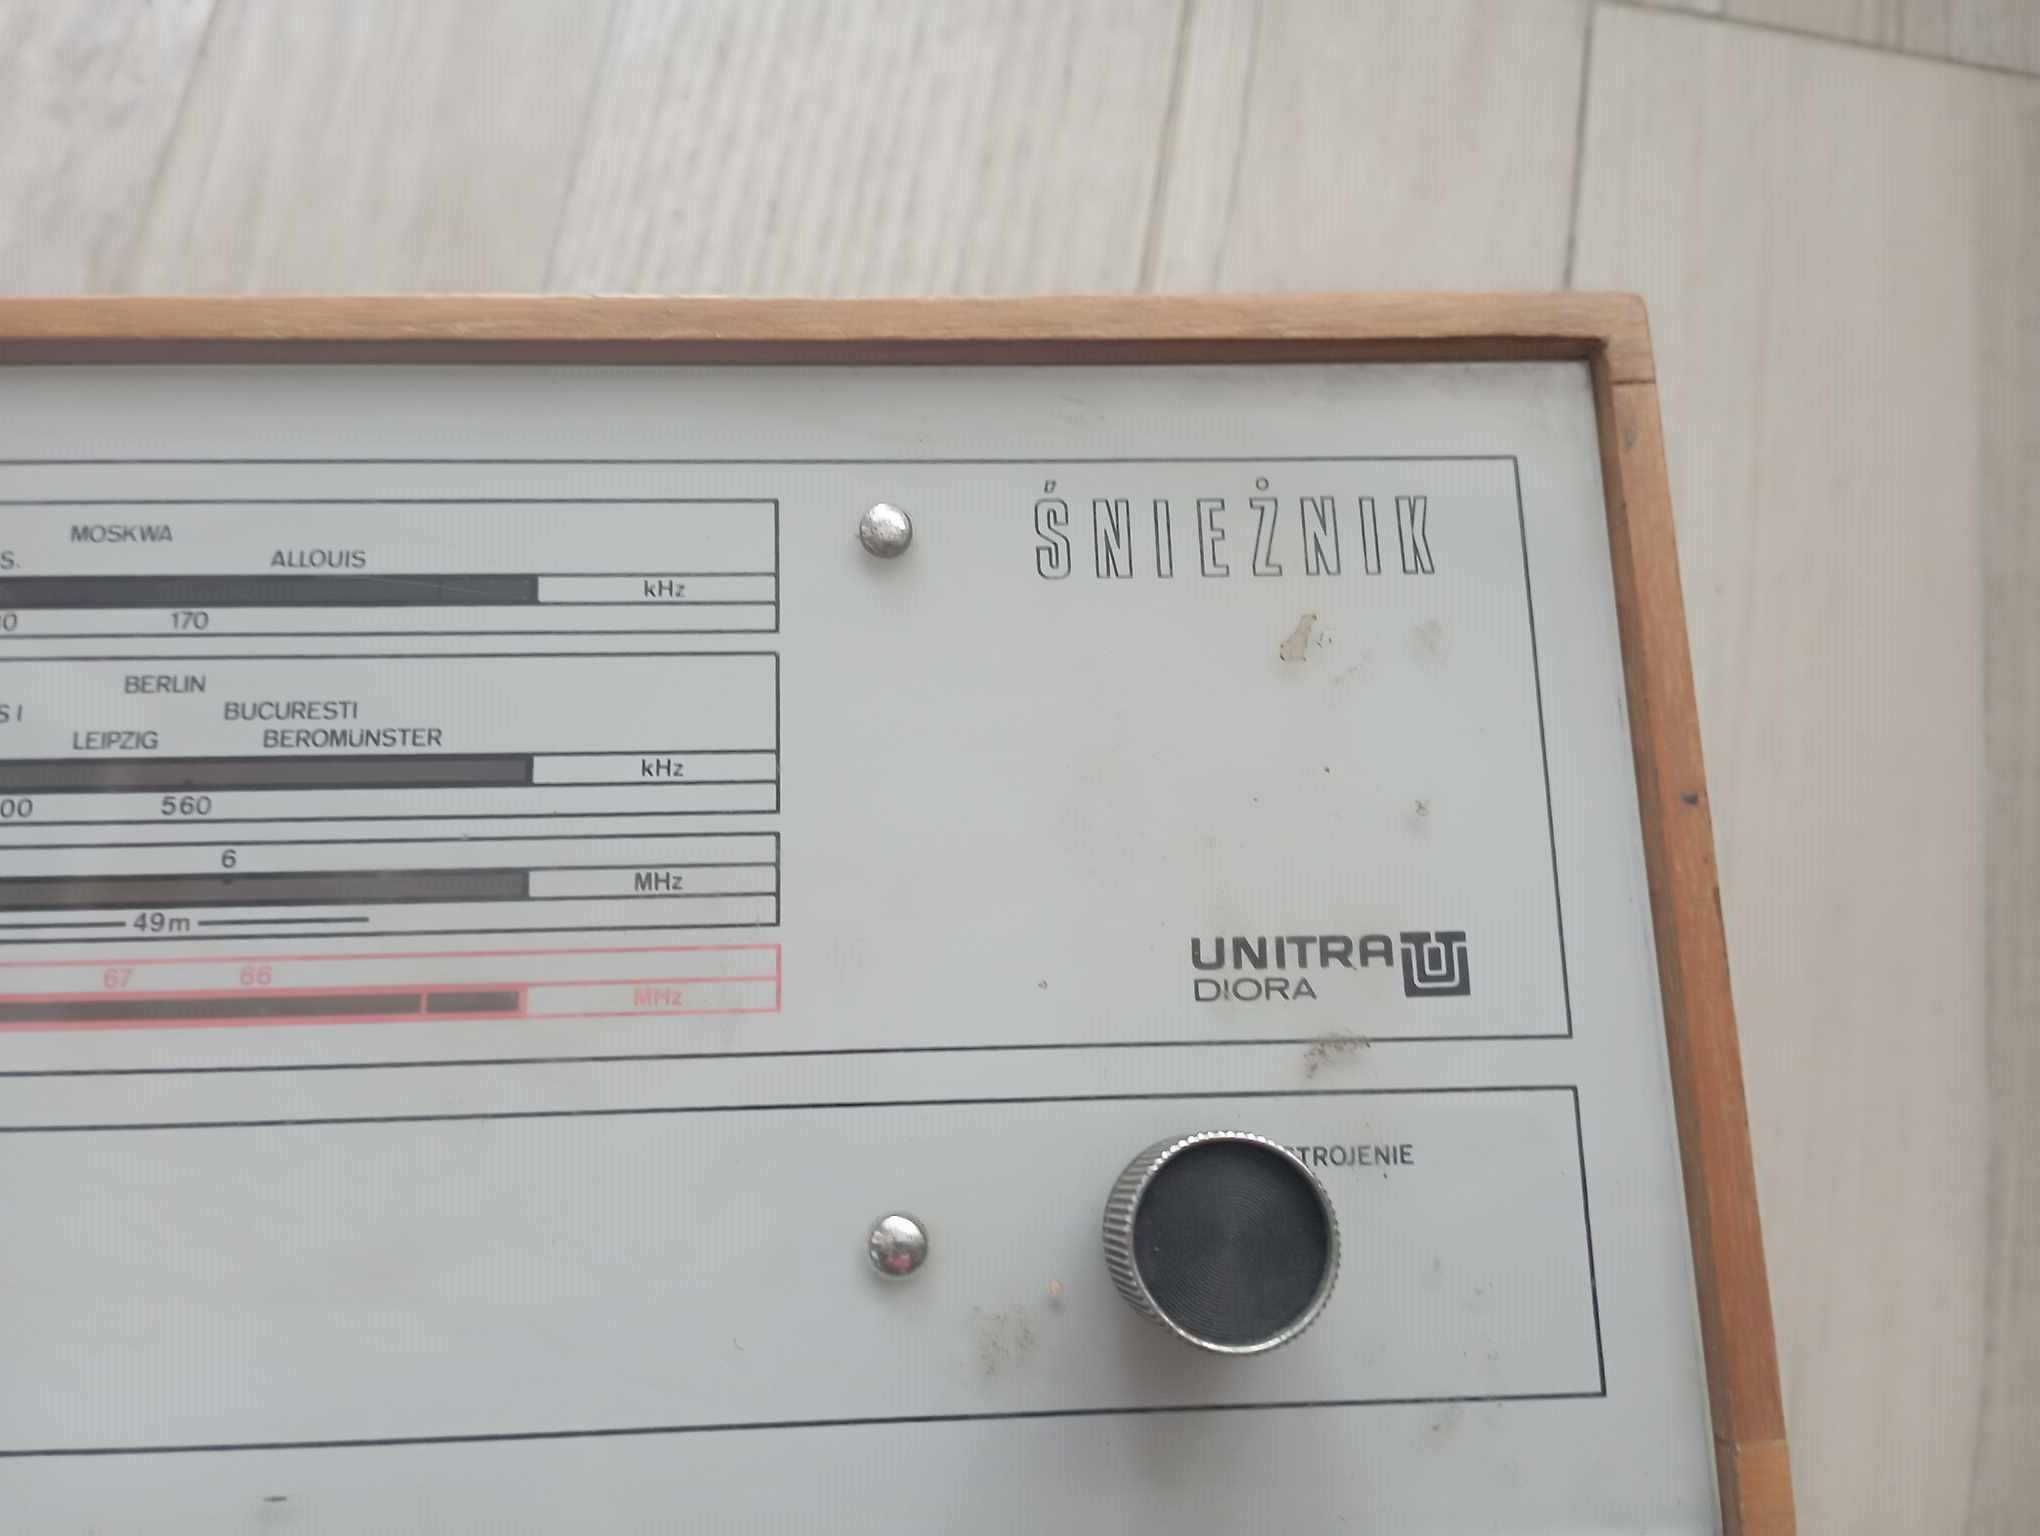 ŚNIEŻNIK
MOSKWA
S.
ALLOUIS
kHz
170
BERLIN
S I
BUCURESTI
LEIPZIG
BEROMUNSTER
kHz
00
560
6
MHz
49m
67
66
MHz
UNITRA
DIORA
STROJENIE